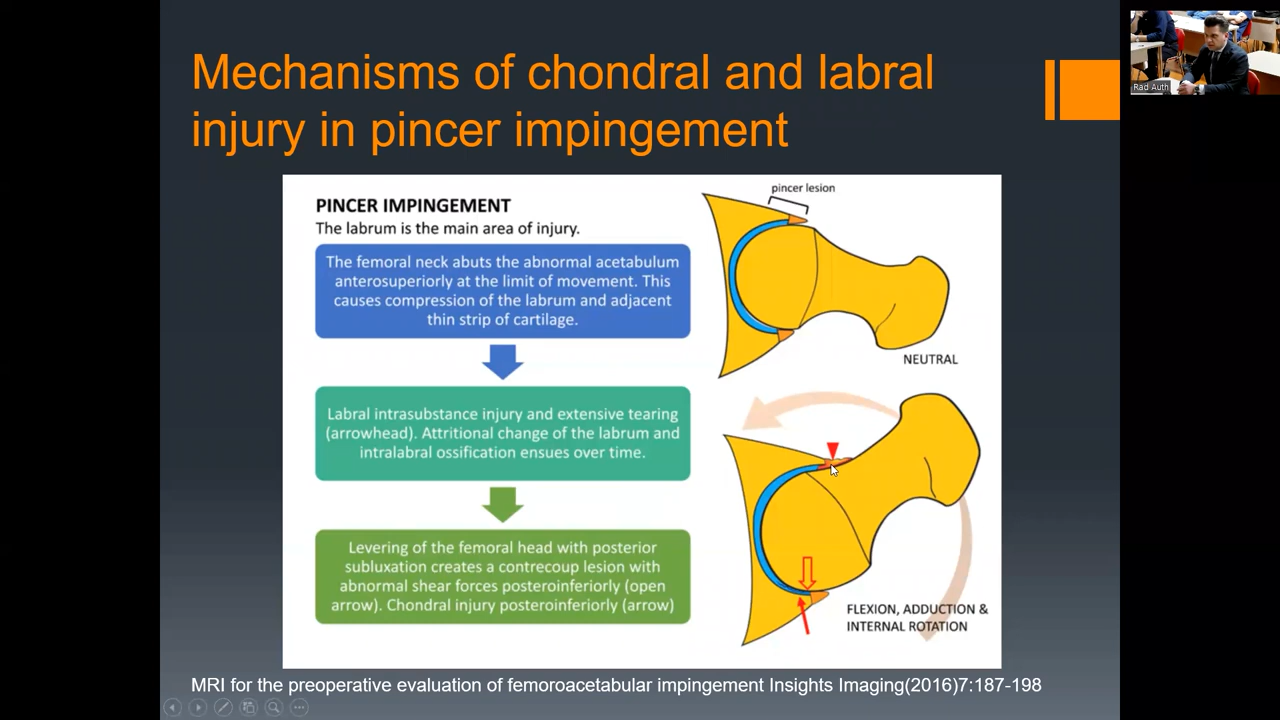 Mechanisms of chondral and labral
injury in pincer impingement
Rad Auth
PINCER IMPINGEMENT
The labrum is the main area of injury.
The femoral neck abuts the abnormal acetabulum
anterosuperiorly at the limit of movement. This
causes compression of the labrum and adjacent
thin strip of cartilage.
Labral intrasubstance injury and extensive tearing
(arrowhead). Attritional change of the labrum and
intralabral ossification ensues over time.
Levering of the femoral head with posterior
subluxation creates a contrecoup lesion with
abnormal shear forces posteroinferiorly (open
arrow). Chondral injury posteroinferiorly (arrow)
pincer lesion
NEUTRAL
FLEXION, ADDUCTION &
INTERNAL ROTATION
MRI for the preoperative evaluation of femoroacetabular impingement Insights Imaging(2016)7:187-198